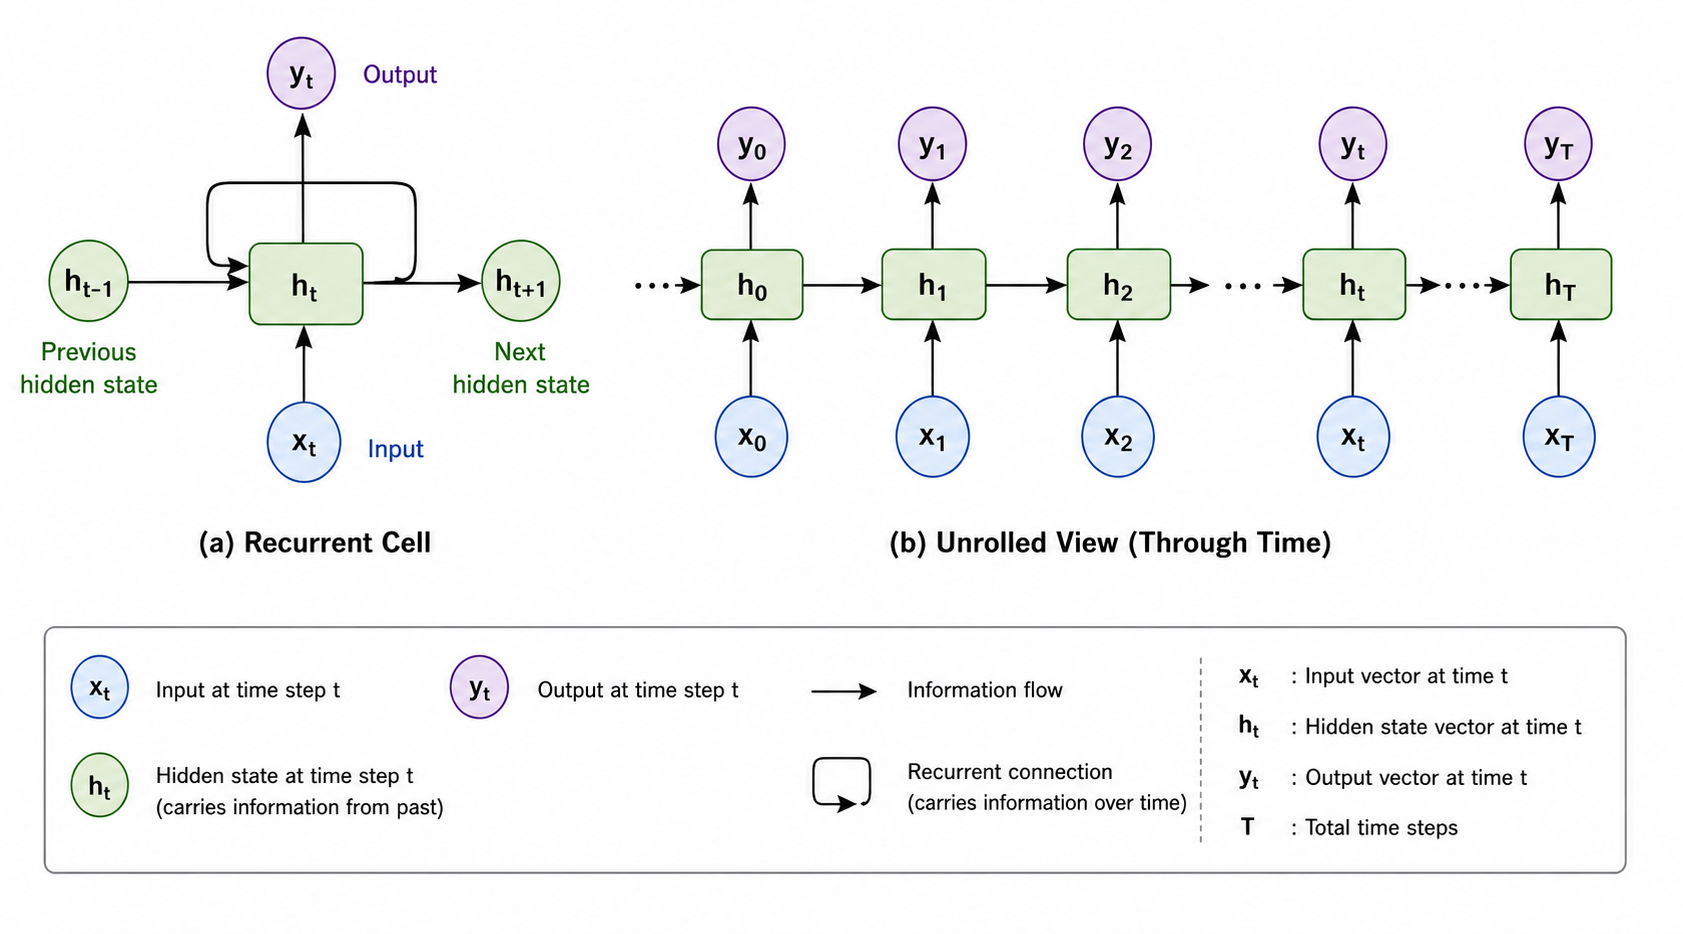 yt Output
ht-1
ht
ht+1
Previous
hidden state
Next
hidden state
xt Input
(a) Recurrent Cell
y0 y1 y2 yt yT
... h0 h1 h2 ... ht ... hT
x0 x1 x2 xt xT
(b) Unrolled View (Through Time)
xt Input at time step t
yt Output at time step t
Information flow
ht Hidden state at time step t
(carries information from past)
Recurrent connection
(carries information over time)
xt : Input vector at time t
ht : Hidden state vector at time t
yt : Output vector at time t
T : Total time steps